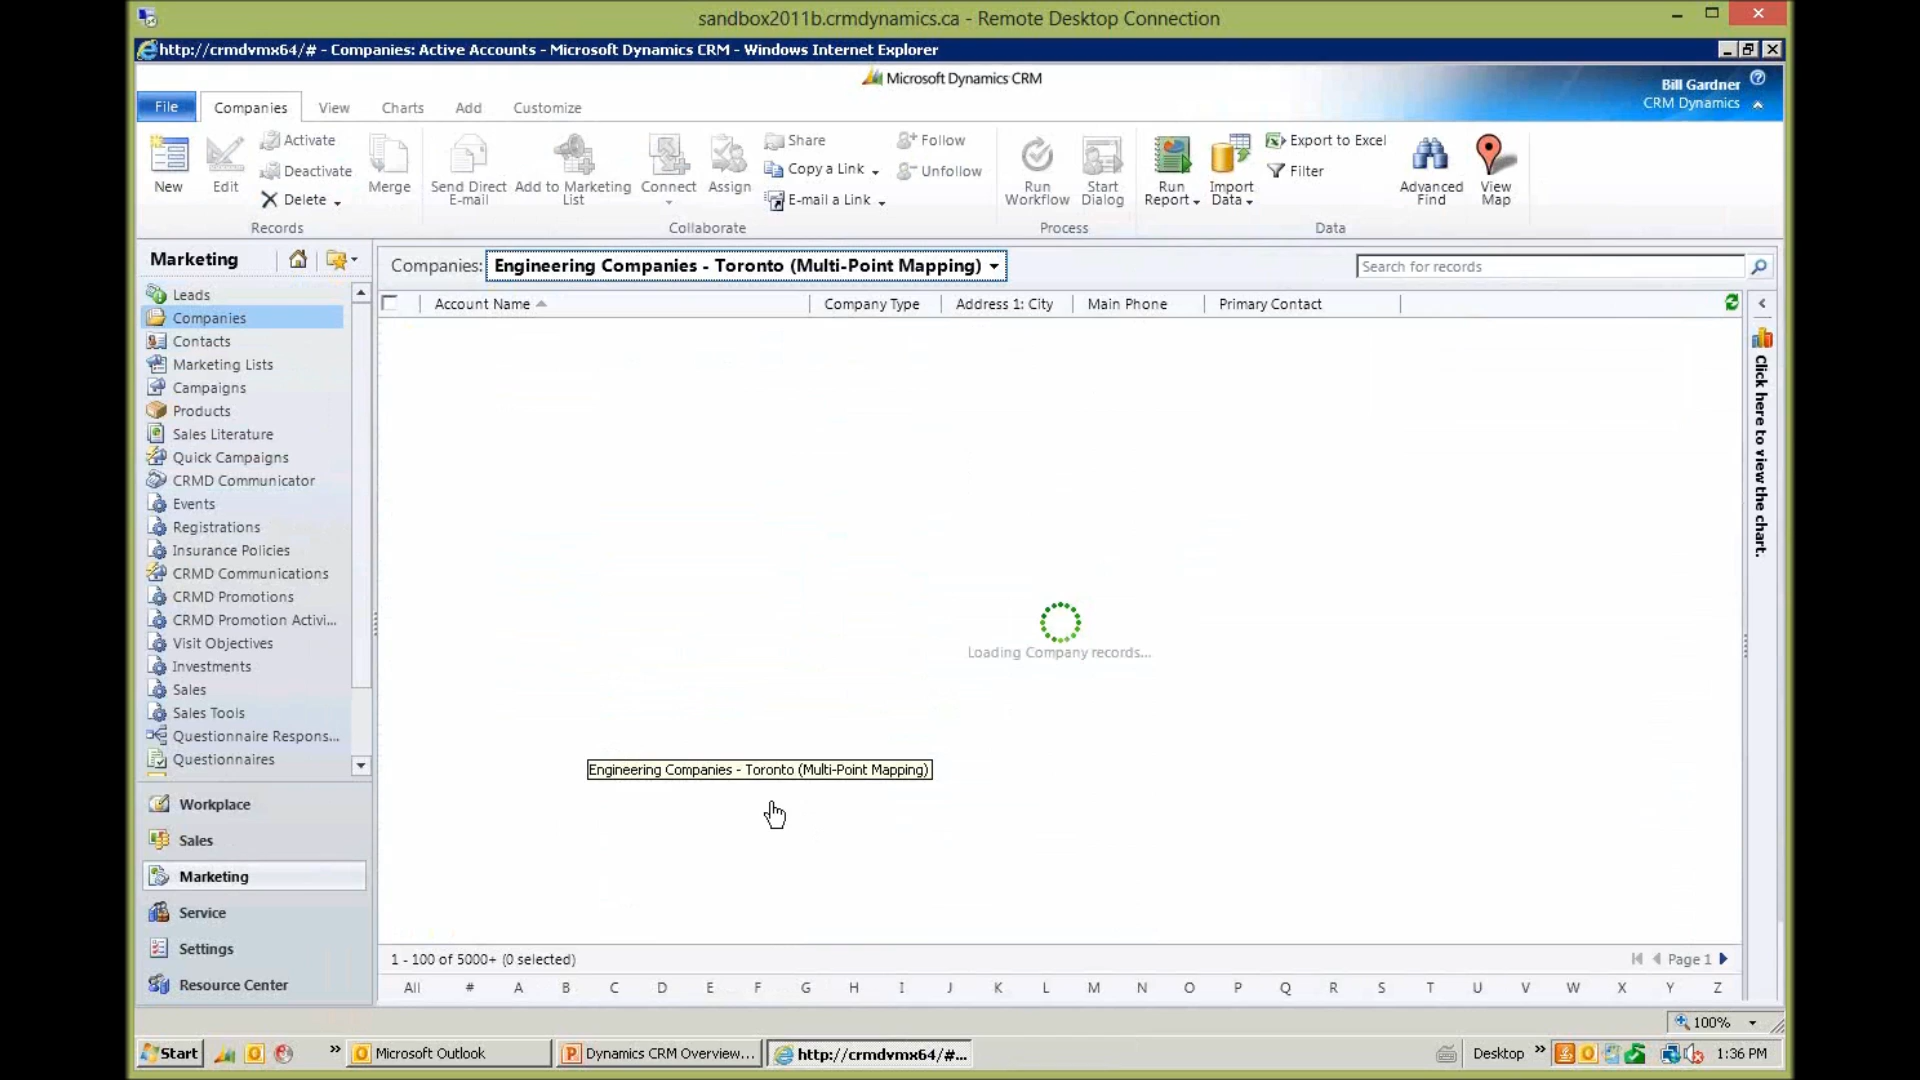 sandbox2011b.crmdynamics.ca - Remote Desktop Connection
http://crmdvmx64/# - Companies: Active Accounts - Microsoft Dynamics CRM - Windows Internet Explorer
Microsoft Dynamics CRM
Bill Gardner
CRM Dynamics
File Companies View Charts Add Customize
New
Edit
Activate
Deactivate
Delete
Merge
Records
Send Direct E-mail
Add to Marketing List
Connect
Assign
Share
Copy a Link
E-mail a Link
Follow
Unfollow
Collaborate
Run Workflow
Start Dialog
Process
Run Report
Import Data
Export to Excel
Filter
Advanced Find
View Map
Data
Marketing
Leads
Companies
Contacts
Marketing Lists
Campaigns
Products
Sales Literature
Quick Campaigns
CRMD Communicator
Events
Registrations
Insurance Policies
CRMD Communications
CRMD Promotions
CRMD Promotion Activi...
Visit Objectives
Investments
Sales
Sales Tools
Questionnaire Respons...
Questionnaires
Workplace
Sales
Marketing
Service
Settings
Resource Center
Companies: Engineering Companies - Toronto (Multi-Point Mapping)
Search for records
Account Name Company Type Address 1: City Main Phone Primary Contact
Click here to view the chart.
Loading Company records...
Engineering Companies - Toronto (Multi-Point Mapping)
1 - 100 of 5000+ (0 selected)
Page 1
All # A B C D E F G H I J K L M N O P Q R S T U V W X Y Z
100%
Start
Microsoft Outlook
Dynamics CRM Overview...
http://crmdvmx64/#...
Desktop
1:36 PM